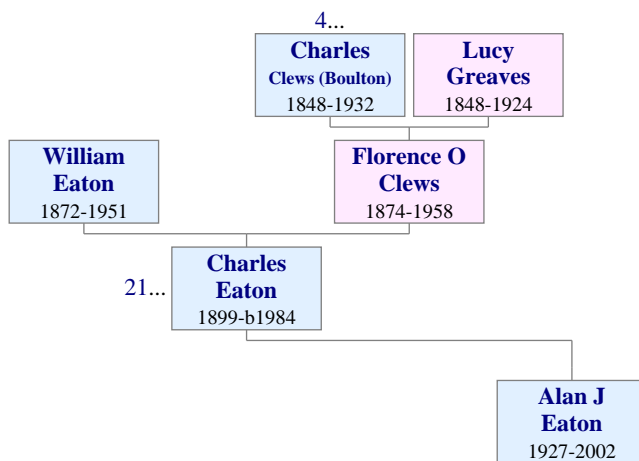 4...
Charles
Clews (Boulton)
1848-1932
Lucy
Greaves
1848-1924
William
Eaton
1872-1951
Florence O
Clews
1874-1958
21...
Charles
Eaton
1899-b1984
Alan J
Eaton
1927-2002